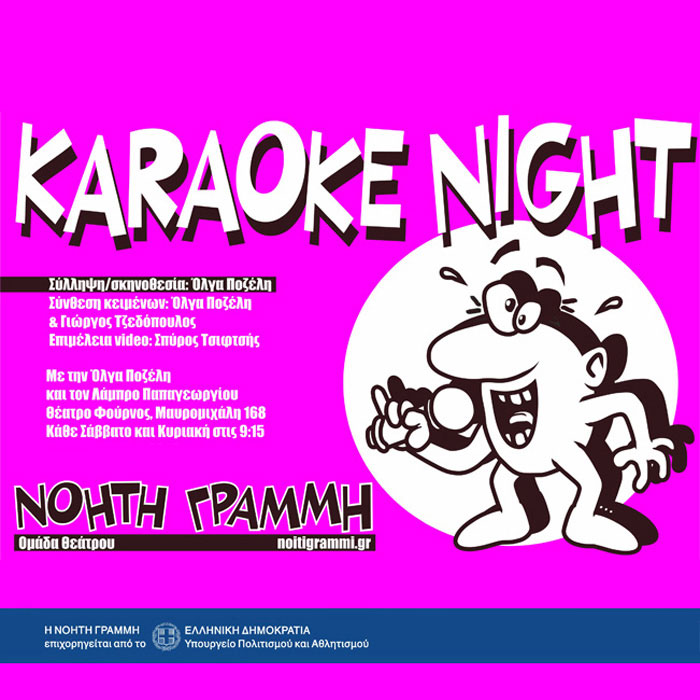 KARAOKE NIGHT
Σύλληψη/σκηνοθεσία: Όλγα Ποζέλη
Σύνθεση κειμένων: Όλγα Ποζέλη
& Γιώργος Τζεδόπουλος
Επιμέλεια video: Σπύρος Τσιφτσής
Με την Όλγα Ποζέλη
και τον Λάμπρο Παπαγεωργίου
Θέατρο Φούρνος, Μαυρομιχάλη 168
Κάθε Σάββατο και Κυριακή στις 9:15
ΝΟΗΤΗ ΓΡΑΜΜΗ
Ομάδα θεάτρου noitigrammi.gr
Η ΝΟΗΤΗ ΓΡΑΜΜΗ
επιχορηγείται από το
ΕΛΛΗΝΙΚΗ ΔΗΜΟΚΡΑΤΙΑ
Υπουργείο Πολιτισμού και Αθλητισμού